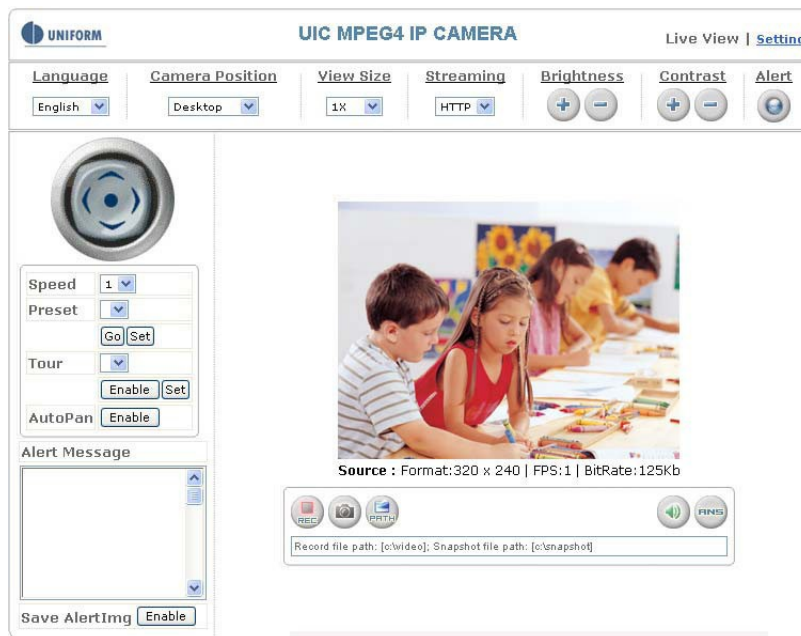 UNIFORM
UIC MPEG4 IP CAMERA
Live View | Setting
Language Camera Position View Size Streaming Brightness Contrast Alert
English Desktop 1X HTTP
Speed 1
Preset
Go Set
Tour
Enable Set
AutoPan Enable
Alert Message
Source : Format:320 x 240 | FPS:1 | BitRate:125Kb
REC PATH ANS
Record file path: [c:\video]; Snapshot file path: [c:\snapshot]
Save AlertImg Enable